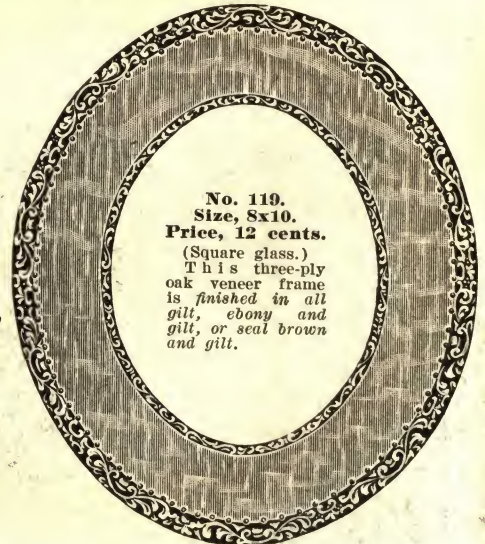 No. 119.
Size, 8x10.
Price, 12 cents.
(Square glass.)
This three-ply
oak veneer frame
is finished in all
gilt, ebony and
gilt, or seal brown
and gilt.